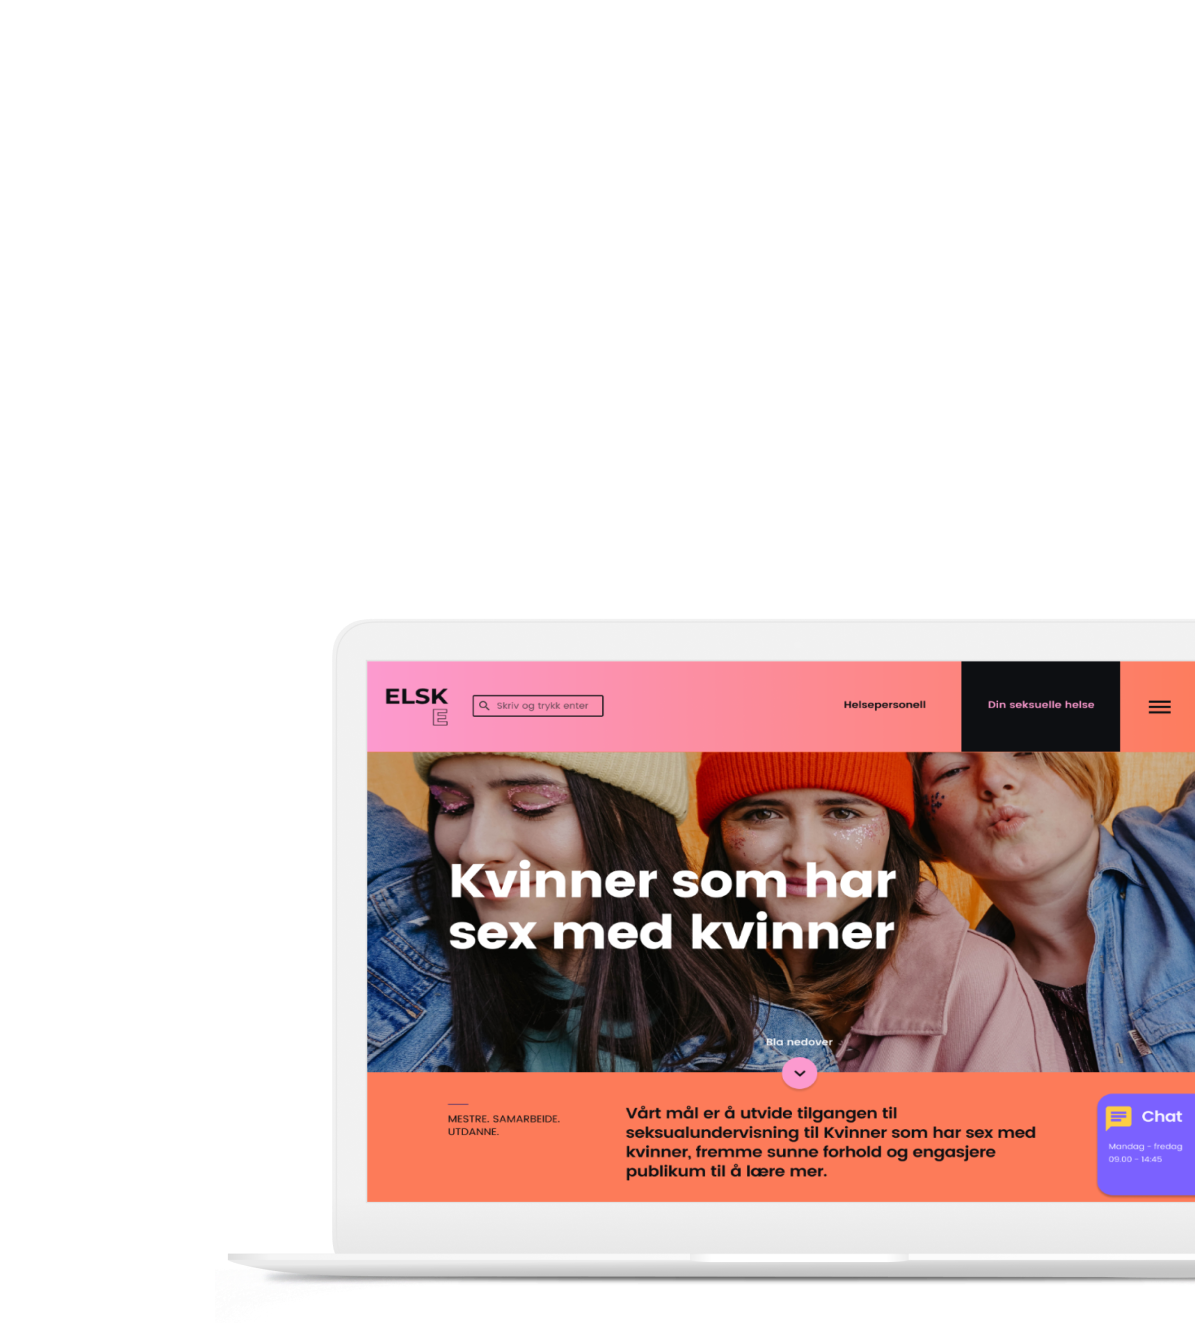 ELSK
E
Skriv og trykk enter
Helsepersonell
Din seksuelle helse
Kvinner som har
sex med kvinner
Bla nedover
MESTRE. SAMARBEIDE.
UTDANNE.
Vårt mål er å utvide tilgangen til
seksualundervisning til Kvinner som har sex med
kvinner, fremme sunne forhold og engasjere
publikum til å lære mer.
Chat
Mandag - fredag
09.00 - 14:45